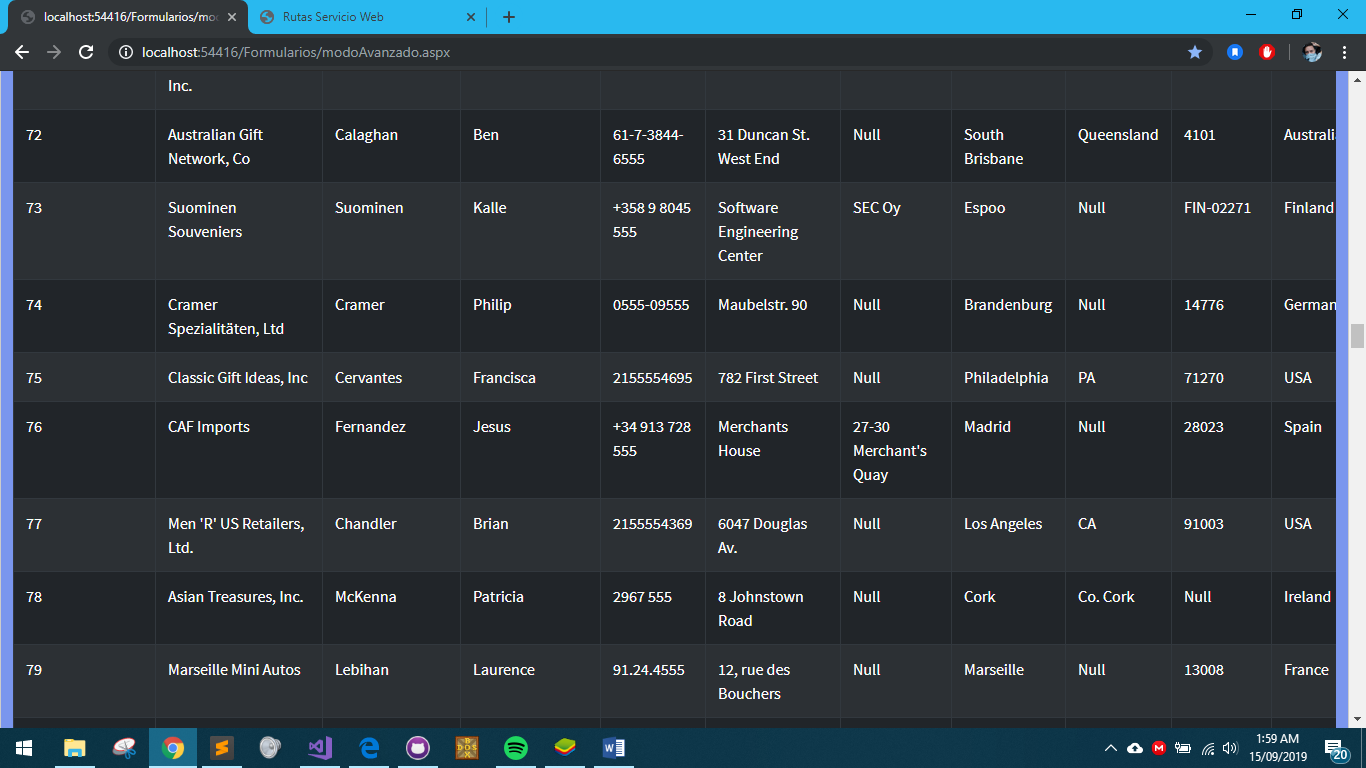 localhost:54416/Formularios/mod
Rutas Servicio Web
localhost:54416/Formularios/modoAvanzado.aspx
Inc.
72 Australian Gift Calaghan Ben 61-7-3844- 31 Duncan St. Null South Queensland 4101 Australi
Network, Co 6555 West End Brisbane
73 Suominen Suominen Kalle +358 9 8045 Software SEC Oy Espoo Null FIN-02271 Finland
Souveniers 555 Engineering
Center
74 Cramer Cramer Philip 0555-09555 Maubelstr. 90 Null Brandenburg Null 14776 German
Spezialitäten, Ltd
75 Classic Gift Ideas, Inc Cervantes Francisca 2155554695 782 First Street Null Philadelphia PA 71270 USA
76 CAF Imports Fernandez Jesus +34 913 728 Merchants 27-30 Madrid Null 28023 Spain
555 House Merchant's
Quay
77 Men 'R' US Retailers, Chandler Brian 2155554369 6047 Douglas Null Los Angeles CA 91003 USA
Ltd. Av.
78 Asian Treasures, Inc. McKenna Patricia 2967 555 8 Johnstown Null Cork Co. Cork Null Ireland
Road
79 Marseille Mini Autos Lebihan Laurence 91.24.4555 12, rue des Null Marseille Null 13008 France
Bouchers
1:59 AM
15/09/2019
20